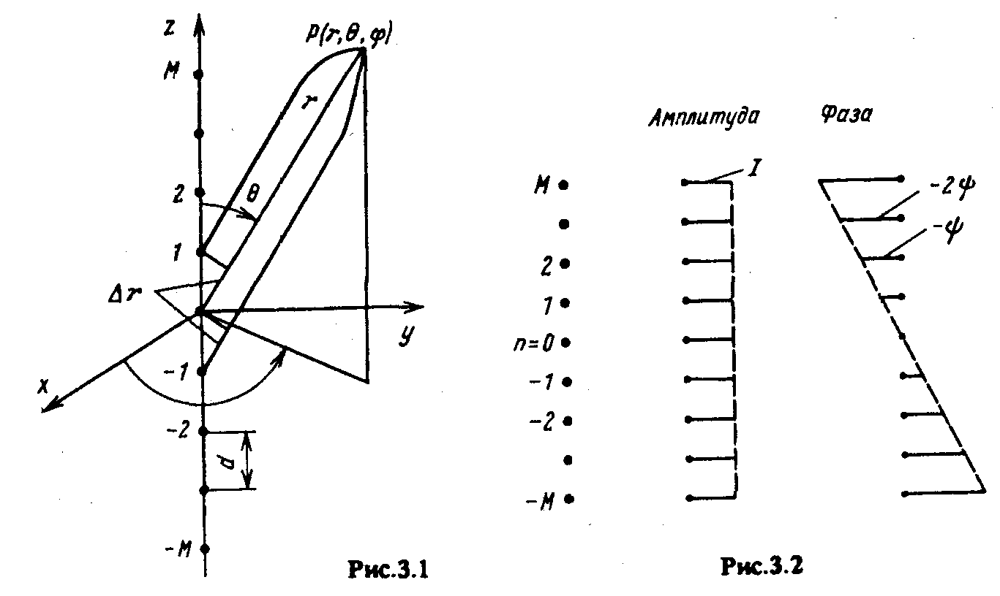 z
P(r, θ, φ)
M
r
2
θ
1
Δr
y
x
-1
-2
d
-M
Рис.3.1
Амплитуда
Фаза
M
I
-2ψ
-ψ
2
1
n=0
-1
-2
-M
Рис.3.2